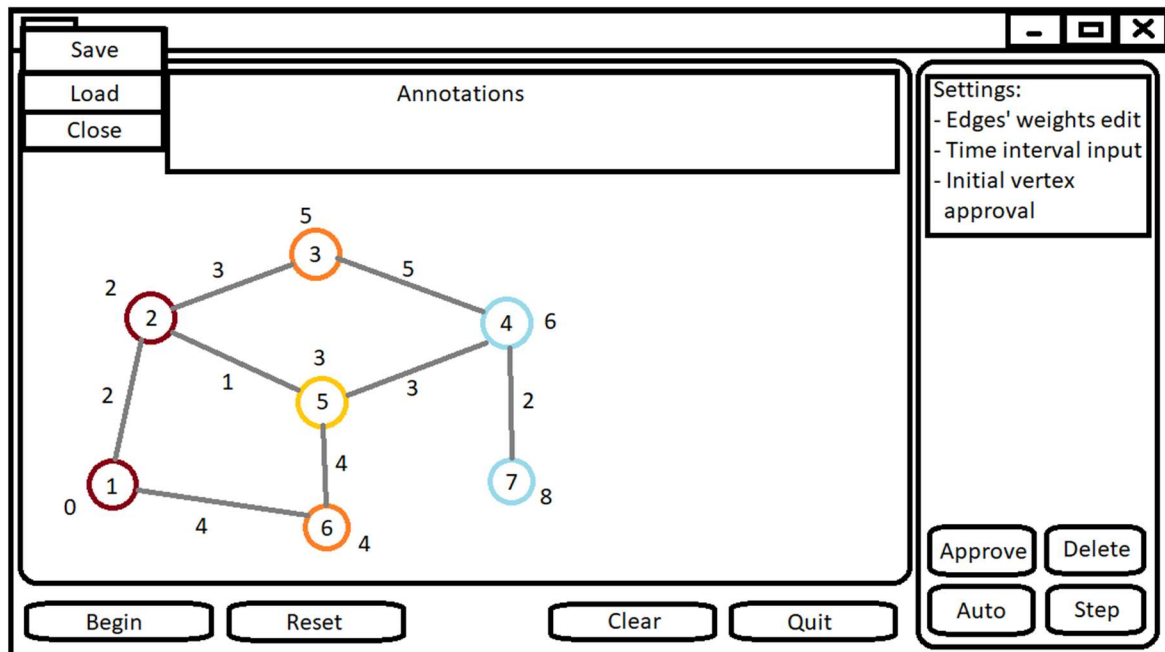 Save
Load
Close
Annotations
Settings:
- Edges' weights edit
- Time interval input
- Initial vertex
approval
5
3
3
5
2
2
4
6
3
1
5
3
2
2
4
1
7
0
4
6
4
8
Approve
Delete
Auto
Step
Begin
Reset
Clear
Quit